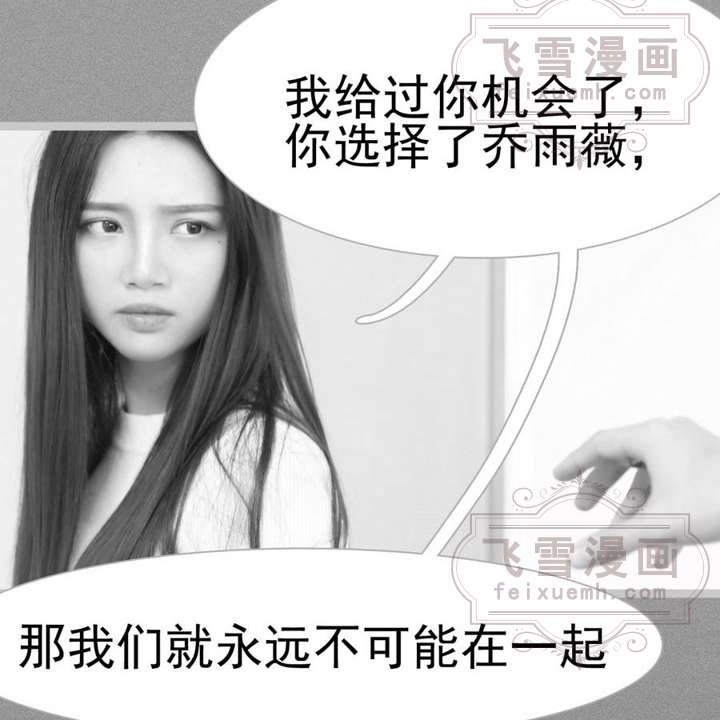 飞雪漫画
feixuemh.com
我给过你机会了，
你选择了乔雨薇，
飞雪漫画
feixuemh.com
那我们就永远不可能在一起